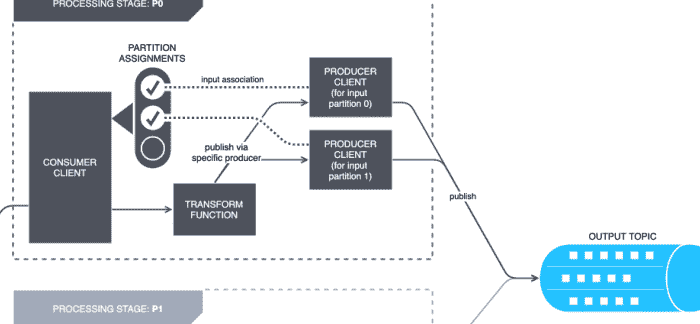 PROCESSING STAGE: P0
PARTITION
ASSIGNMENTS
input association
PRODUCER
CLIENT
(for input
partition 0)
CONSUMER
CLIENT
publish via
specific producer
PRODUCER
CLIENT
(for input
partition 1)
TRANSFORM
FUNCTION
publish
OUTPUT TOPIC
PROCESSING STAGE: P1